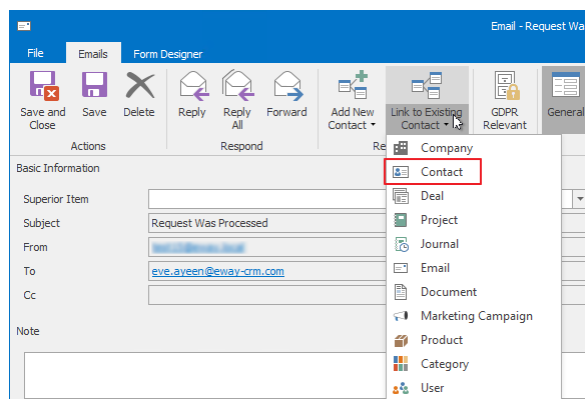 Email - Request Wa
File Emails Form Designer
Save and Close Save Delete Reply Reply All Forward Add New Contact Link to Existing Contact GDPR Relevant General
Actions Respond Re
Basic Information
Company
Contact
Superior Item
Deal
Subject Request Was Processed
Project
From
Journal
To eve.ayeen@eway-crm.com
Email
Cc
Document
Note
Marketing Campaign
Product
Category
User